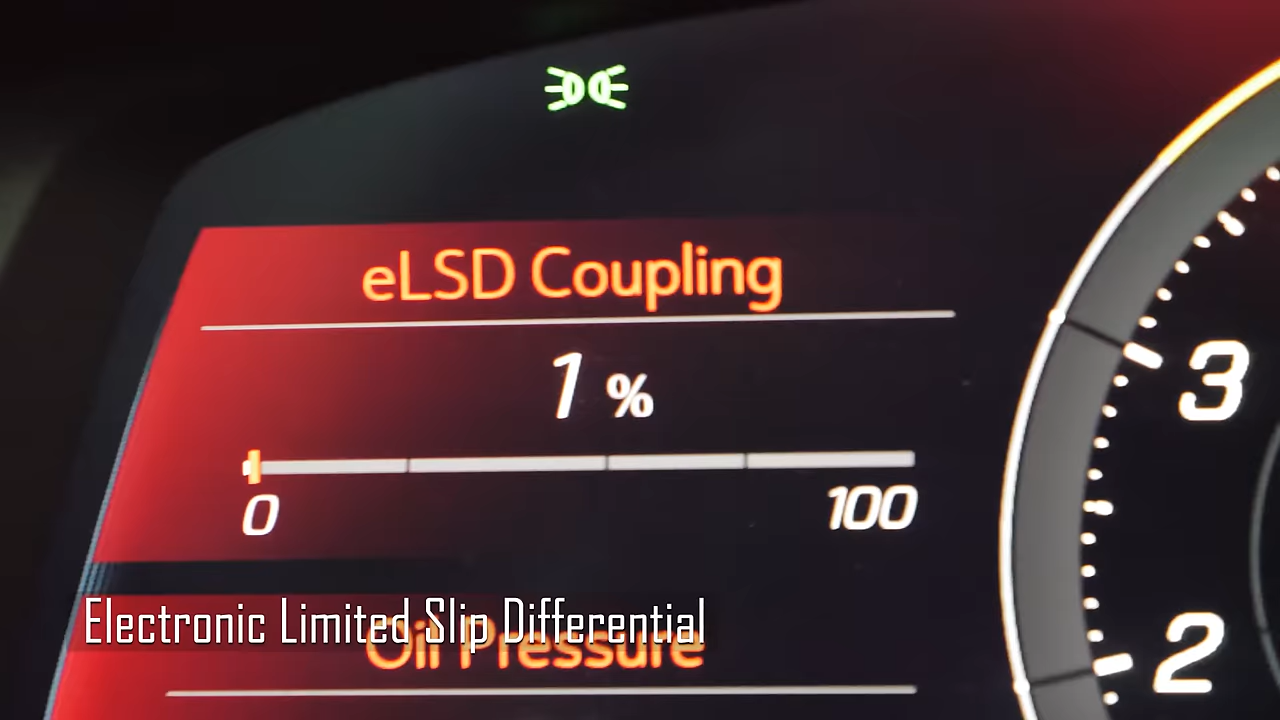 eLSD Coupling
1 %
0 100
Electronic Limited Slip Differential
Oil Pressure
3
2